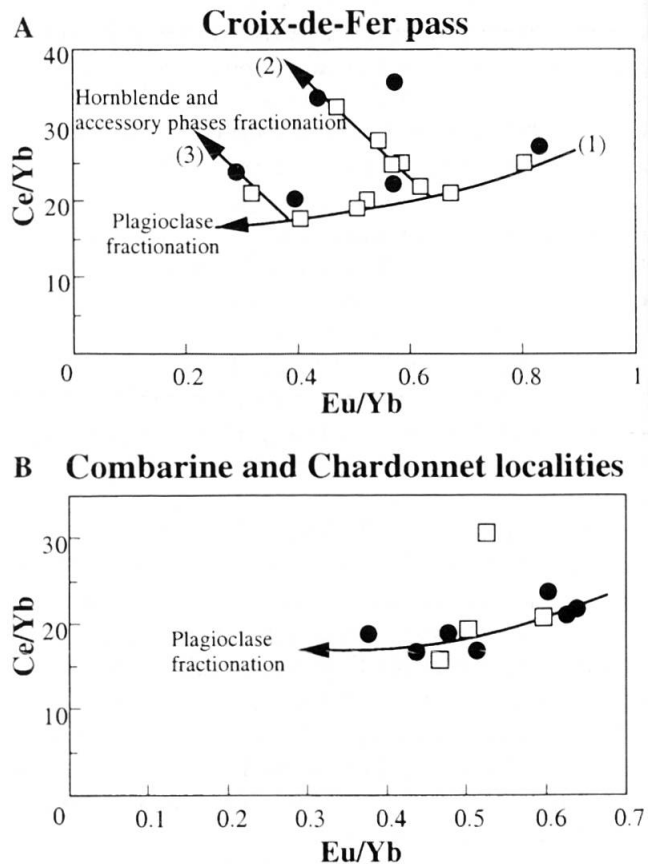 A Croix-de-Fer pass
40
(2)
Hornblende and
accessory phases fractionation
30
(3)
(1)
Ce/Yb
20
Plagioclase
fractionation
10
0 0.2 0.4 0.6 0.8 1
Eu/Yb
B Combarine and Chardonnet localities
30
Ce/Yb
20
Plagioclase
fractionation
10
0 0.1 0.2 0.3 0.4 0.5 0.6 0.7
Eu/Yb